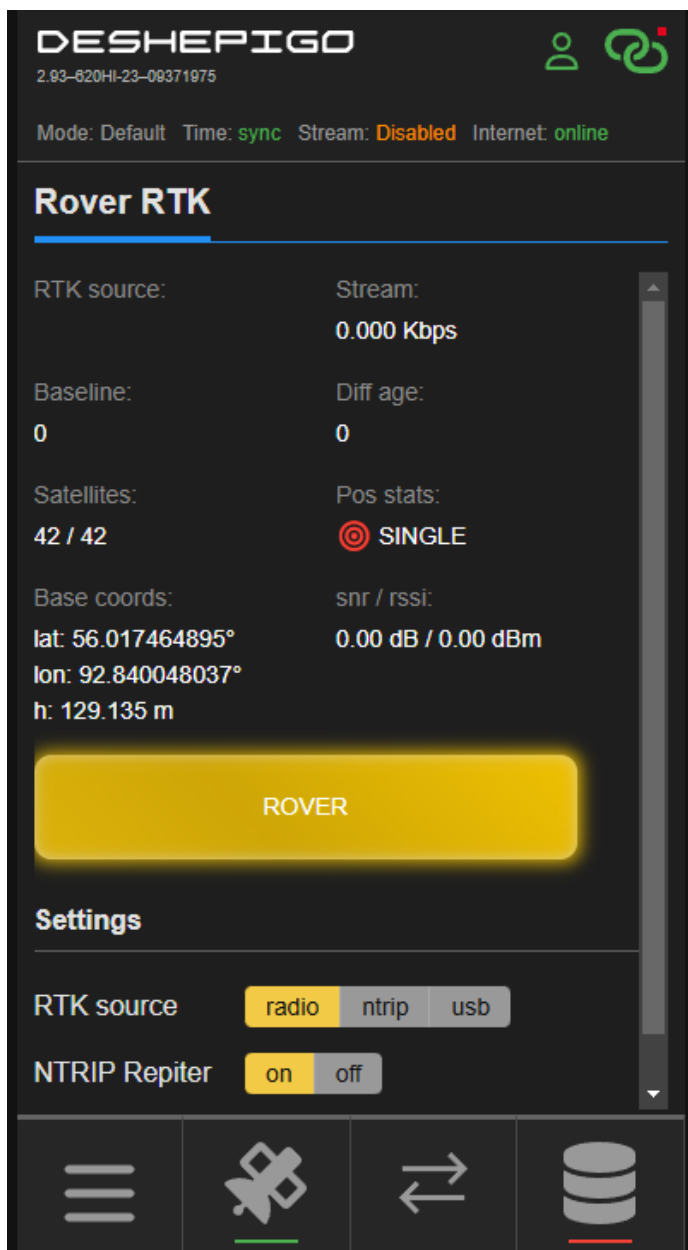 DESHEPIGO
2.93–620HI-23–09371975
Mode: Default Time: sync Stream: Disabled Internet: online
Rover RTK
RTK source: Stream:
0.000 Kbps
Baseline: Diff age:
0 0
Satellites: Pos stats:
42 / 42 SINGLE
Base coords: snr / rssi:
lat: 56.017464895° 0.00 dB / 0.00 dBm
lon: 92.840048037°
h: 129.135 m
ROVER
Settings
RTK source radio ntrip usb
NTRIP Repiter on off